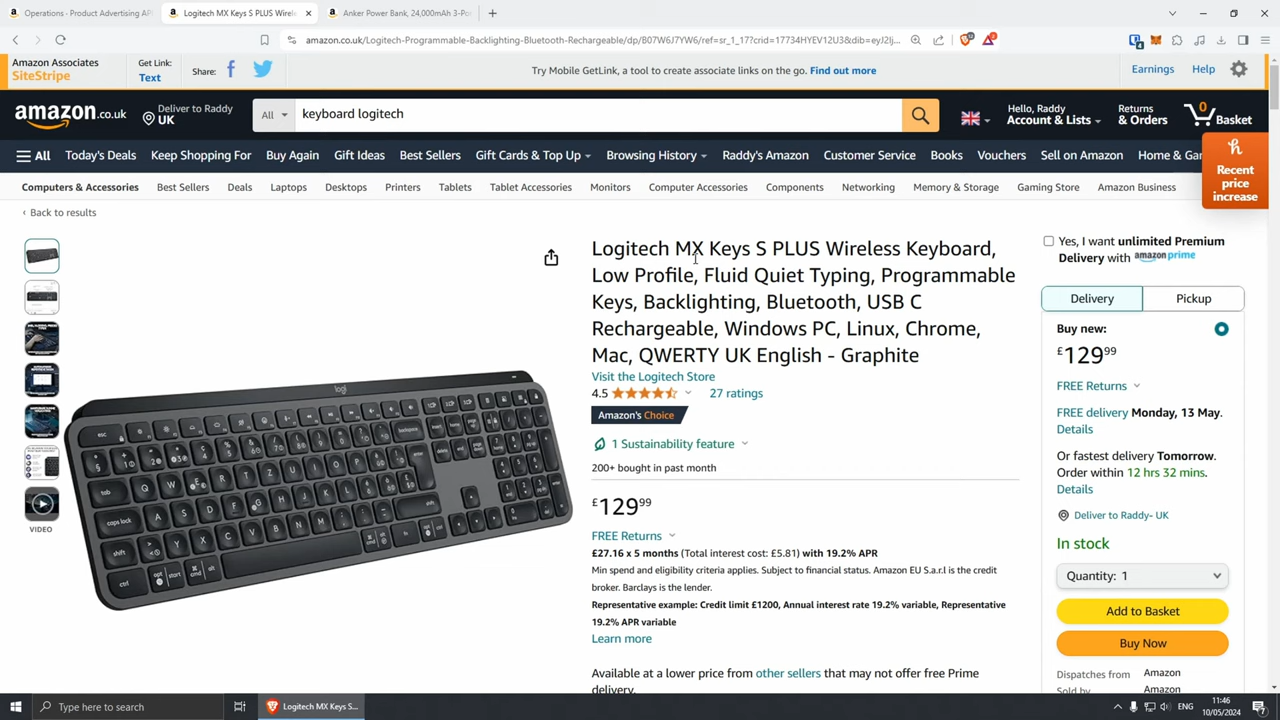 Operations - Product Advertising AP
Logitech MX Keys S PLUS Wirele
Anker Power Bank, 24,000mAh 3-Po
amazon.co.uk/Logitech-Programmable-Backlighting-Bluetooth-Rechargeable/dp/B07W6J7YW6/ref=sr_1_17?crid=17734HYEV12U3&dib=eyJ2Ij...
Amazon Associates
SiteStripe
Get Link:
Text
Share:
Try Mobile GetLink, a tool to create associate links on the go. Find out more
Earnings
Help
amazon.co.uk
Deliver to Raddy
UK
All
keyboard logitech
Hello, Raddy
Account & Lists
Returns
& Orders
0
Basket
All
Today's Deals
Keep Shopping For
Buy Again
Gift Ideas
Best Sellers
Gift Cards & Top Up
Browsing History
Raddy's Amazon
Customer Service
Books
Vouchers
Sell on Amazon
Home & Gar
Recent
price
increase
Computers & Accessories
Best Sellers
Deals
Laptops
Desktops
Printers
Tablets
Tablet Accessories
Monitors
Computer Accessories
Components
Networking
Memory & Storage
Gaming Store
Amazon Business
‹ Back to results
VIDEO
logi
Logitech MX Keys S PLUS Wireless Keyboard,
Low Profile, Fluid Quiet Typing, Programmable
Keys, Backlighting, Bluetooth, USB C
Rechargeable, Windows PC, Linux, Chrome,
Mac, QWERTY UK English - Graphite
Visit the Logitech Store
4.5
27 ratings
Amazon's Choice
1 Sustainability feature
200+ bought in past month
£129.99
FREE Returns
£27.16 x 5 months (Total interest cost: £5.81) with 19.2% APR
Min spend and eligibility criteria applies. Subject to financial status. Amazon EU S.a.r.l is the credit
broker. Barclays is the lender.
Representative example: Credit limit £1200, Annual interest rate 19.2% variable, Representative
19.2% APR variable
Learn more
Available at a lower price from other sellers that may not offer free Prime
delivery.
Yes, I want unlimited Premium
Delivery with amazon prime
Delivery
Pickup
Buy new:
£129.99
FREE Returns
FREE delivery Monday, 13 May.
Details
Or fastest delivery Tomorrow.
Order within 12 hrs 32 mins.
Details
Deliver to Raddy- UK
In stock
Quantity: 1
Add to Basket
Buy Now
Dispatches from
Amazon
Sold by
Amazon
Type here to search
Logitech MX Keys S...
ENG
11:46
10/05/2024